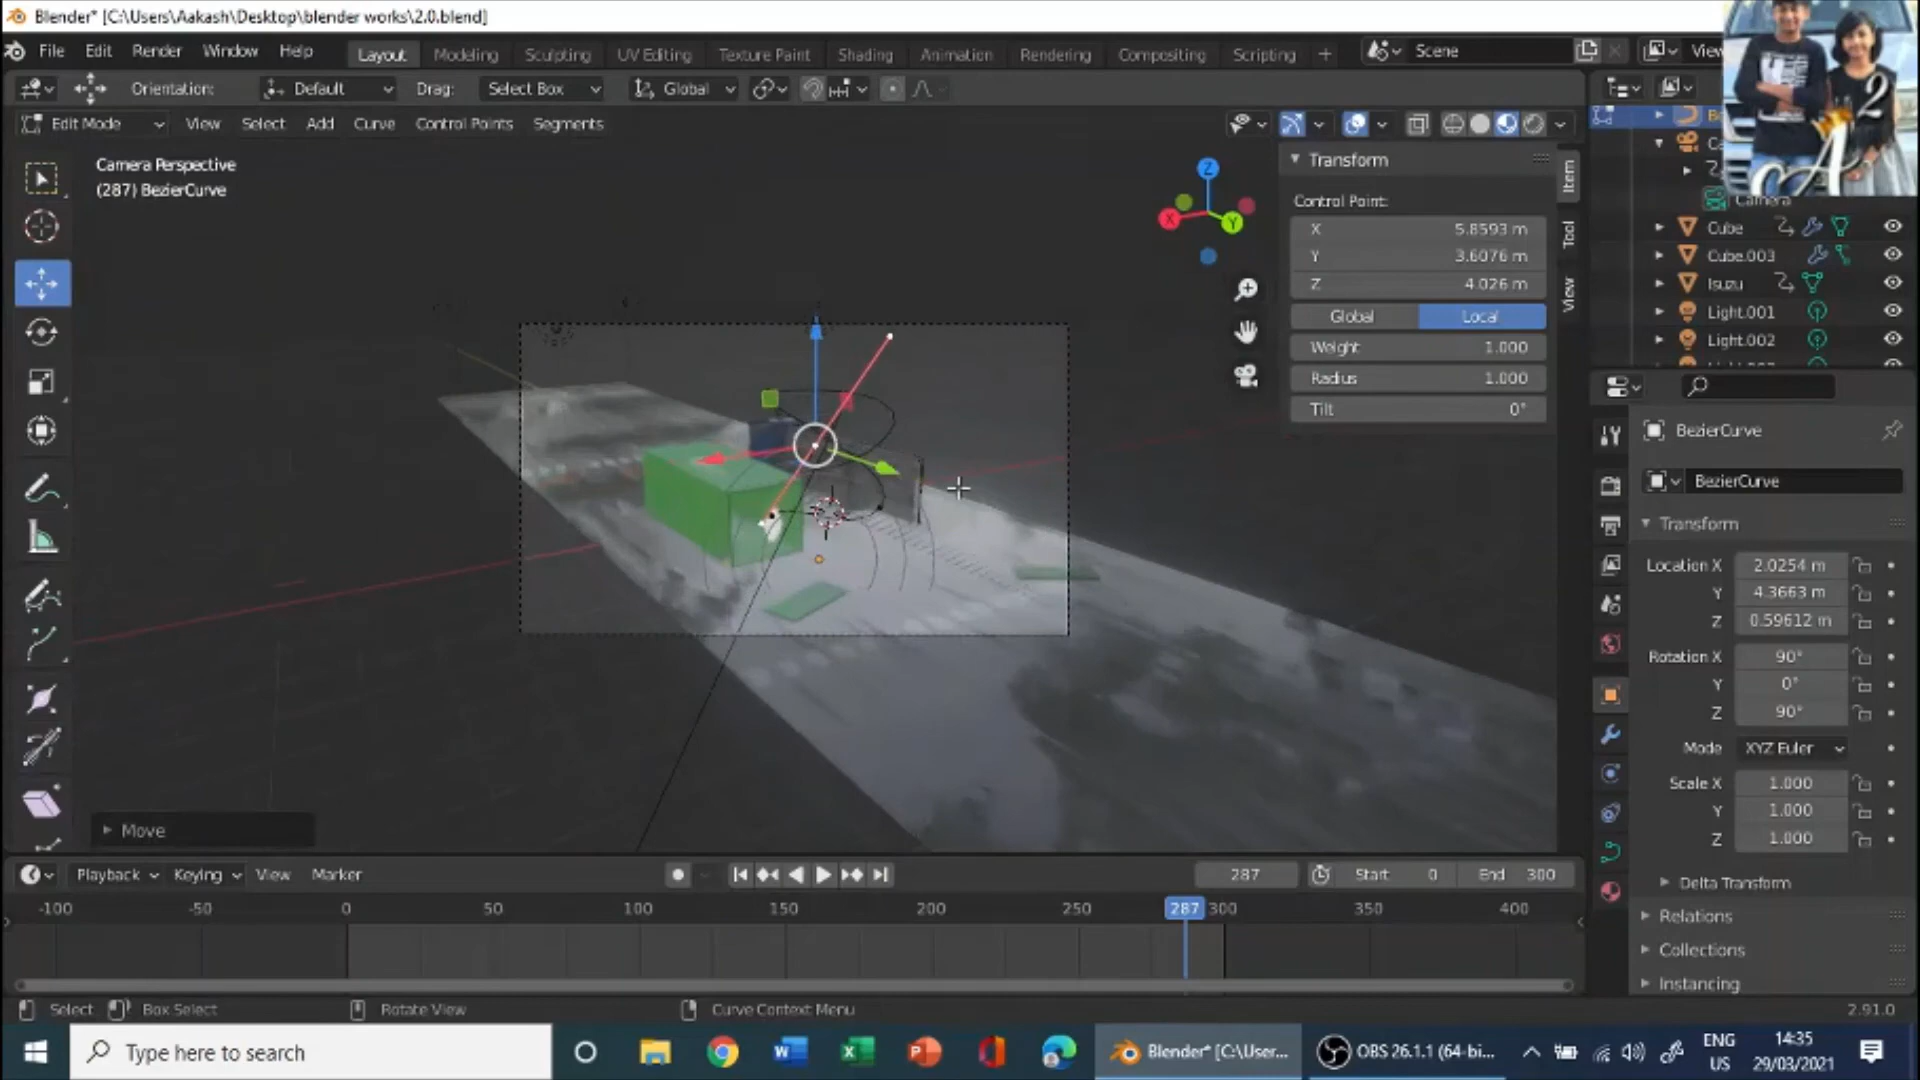 Blender* [C:\Users\Aakash\Desktop\blender works\2.0.blend]
File Edit Render Window Help Layout Modeling Sculpting UV Editing Texture Paint Shading Animation Rendering Compositing Scripting + Scene
Orientation: Default Drag: Select Box Global
Edit Mode View Select Add Curve Control Points Segments
Camera Perspective
(287) BezierCurve
Z
X
Y
Transform
Control Point:
X 5.8593 m
Y 3.6076 m
Z 4.026 m
Global Local
Weight 1.000
Radius 1.000
Tilt 0°
Item
Tool
View
A 2
Camera
Cube
Cube.003
Isuzu
Light.001
Light.002
BezierCurve
BezierCurve
Transform
Location X 2.0254 m
Y 4.3663 m
Z 0.59612 m
Rotation X 90°
Y 0°
Z 90°
Mode XYZ Euler
Scale X 1.000
Y 1.000
Z 1.000
Delta Transform
Relations
Collections
Instancing
Move
Playback Keying View Marker 287 Start 0 End 300
-100 -50 0 50 100 150 200 250 287 300 350 400
Select Box Select Rotate View Curve Context Menu 2.91.0
Type here to search
Blender* [C:\User...
OBS 26.1.1 (64-bi...
ENG
US
14:35
29/03/2021